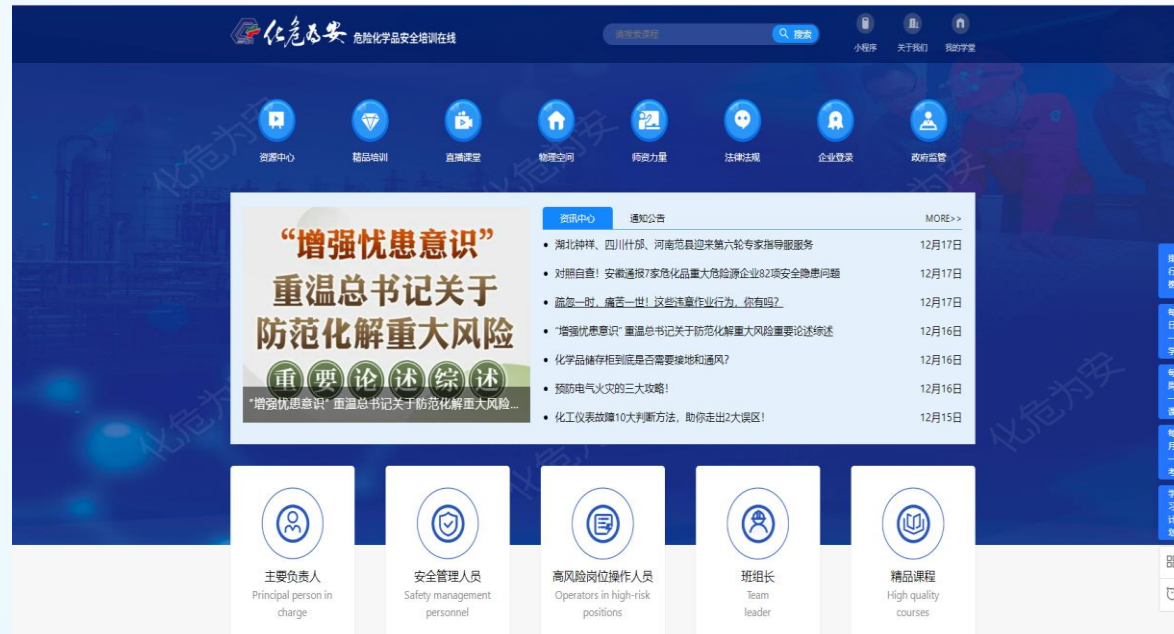 化危为安 危险化学品安全培训在线
请搜索课程
搜索
小程序 关于我们 我的学堂
资源中心 精品培训 直播课堂 物理空间 师资力量 法律法规 企业登录 政府监管
“增强忧患意识”
重温总书记关于
防范化解重大风险
重要论述综述
“增强忧患意识” 重温总书记关于防范化解重大风险...
资讯中心 通知公告 MORE>>
湖北钟祥、四川什邡、河南范县迎来第六轮专家指导服服务 12月17日
对照自查！安徽通报7家危化品重大危险源企业82项安全隐患问题 12月17日
疏忽一时，痛苦一世！这些违章作业行为，你有吗？ 12月17日
“增强忧患意识” 重温总书记关于防范化解重大风险重要论述综述 12月16日
化学品储存柜到底是否需要接地和通风? 12月16日
预防电气火灾的三大攻略! 12月16日
化工仪表故障10大判断方法，助你走出2大误区! 12月15日
主要负责人
Principal person in
charge
安全管理人员
Safety management
personnel
高风险岗位操作人员
Operators in high-risk
positions
班组长
Team
leader
精品课程
High quality
courses
化危为安
化危为安
化危为安